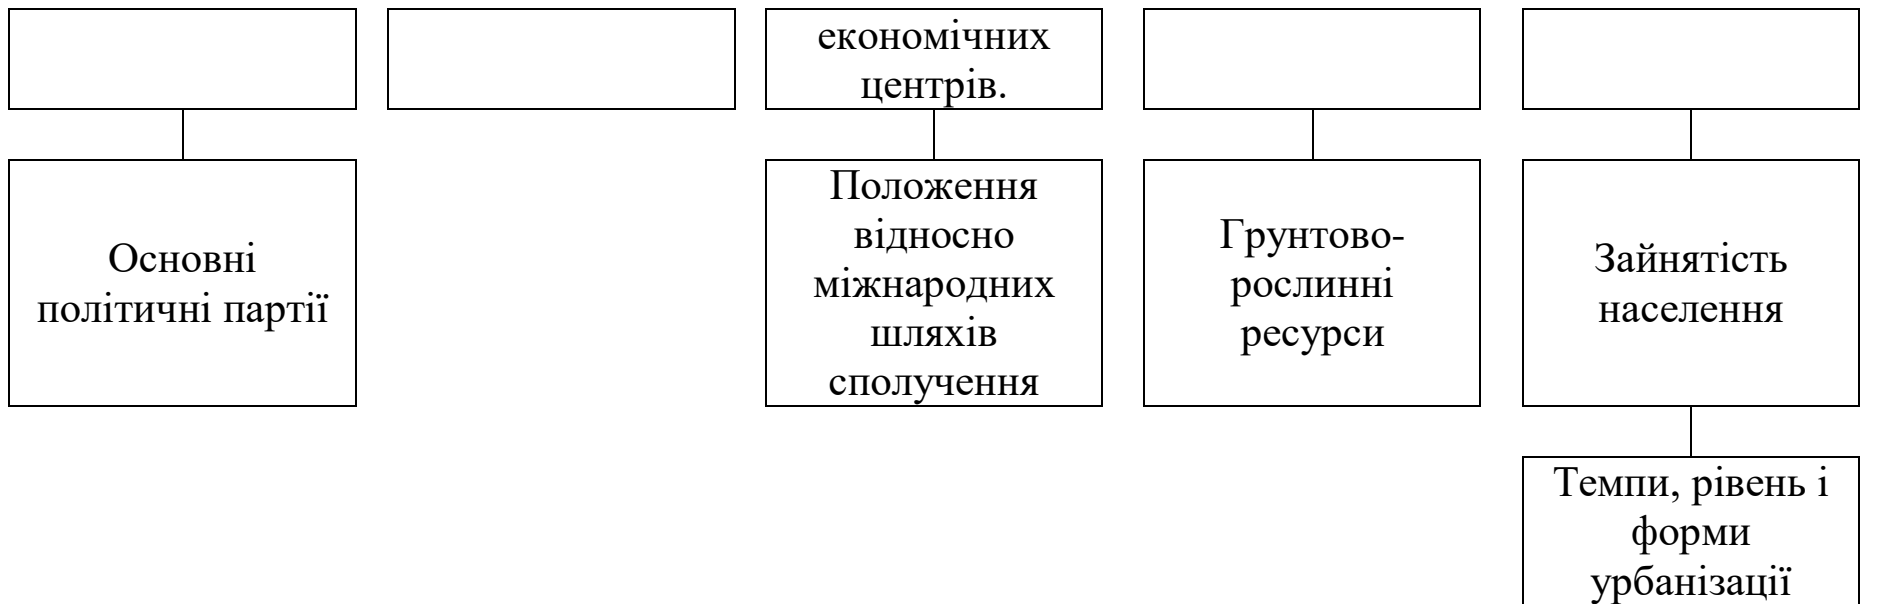 економічних
центрів.
Основні
політичні партії
Положення
відносно
міжнародних
шляхів
сполучення
Грунтово-
рослинні
ресурси
Зайнятість
населення
Темпи, рівень і
форми
урбанізації